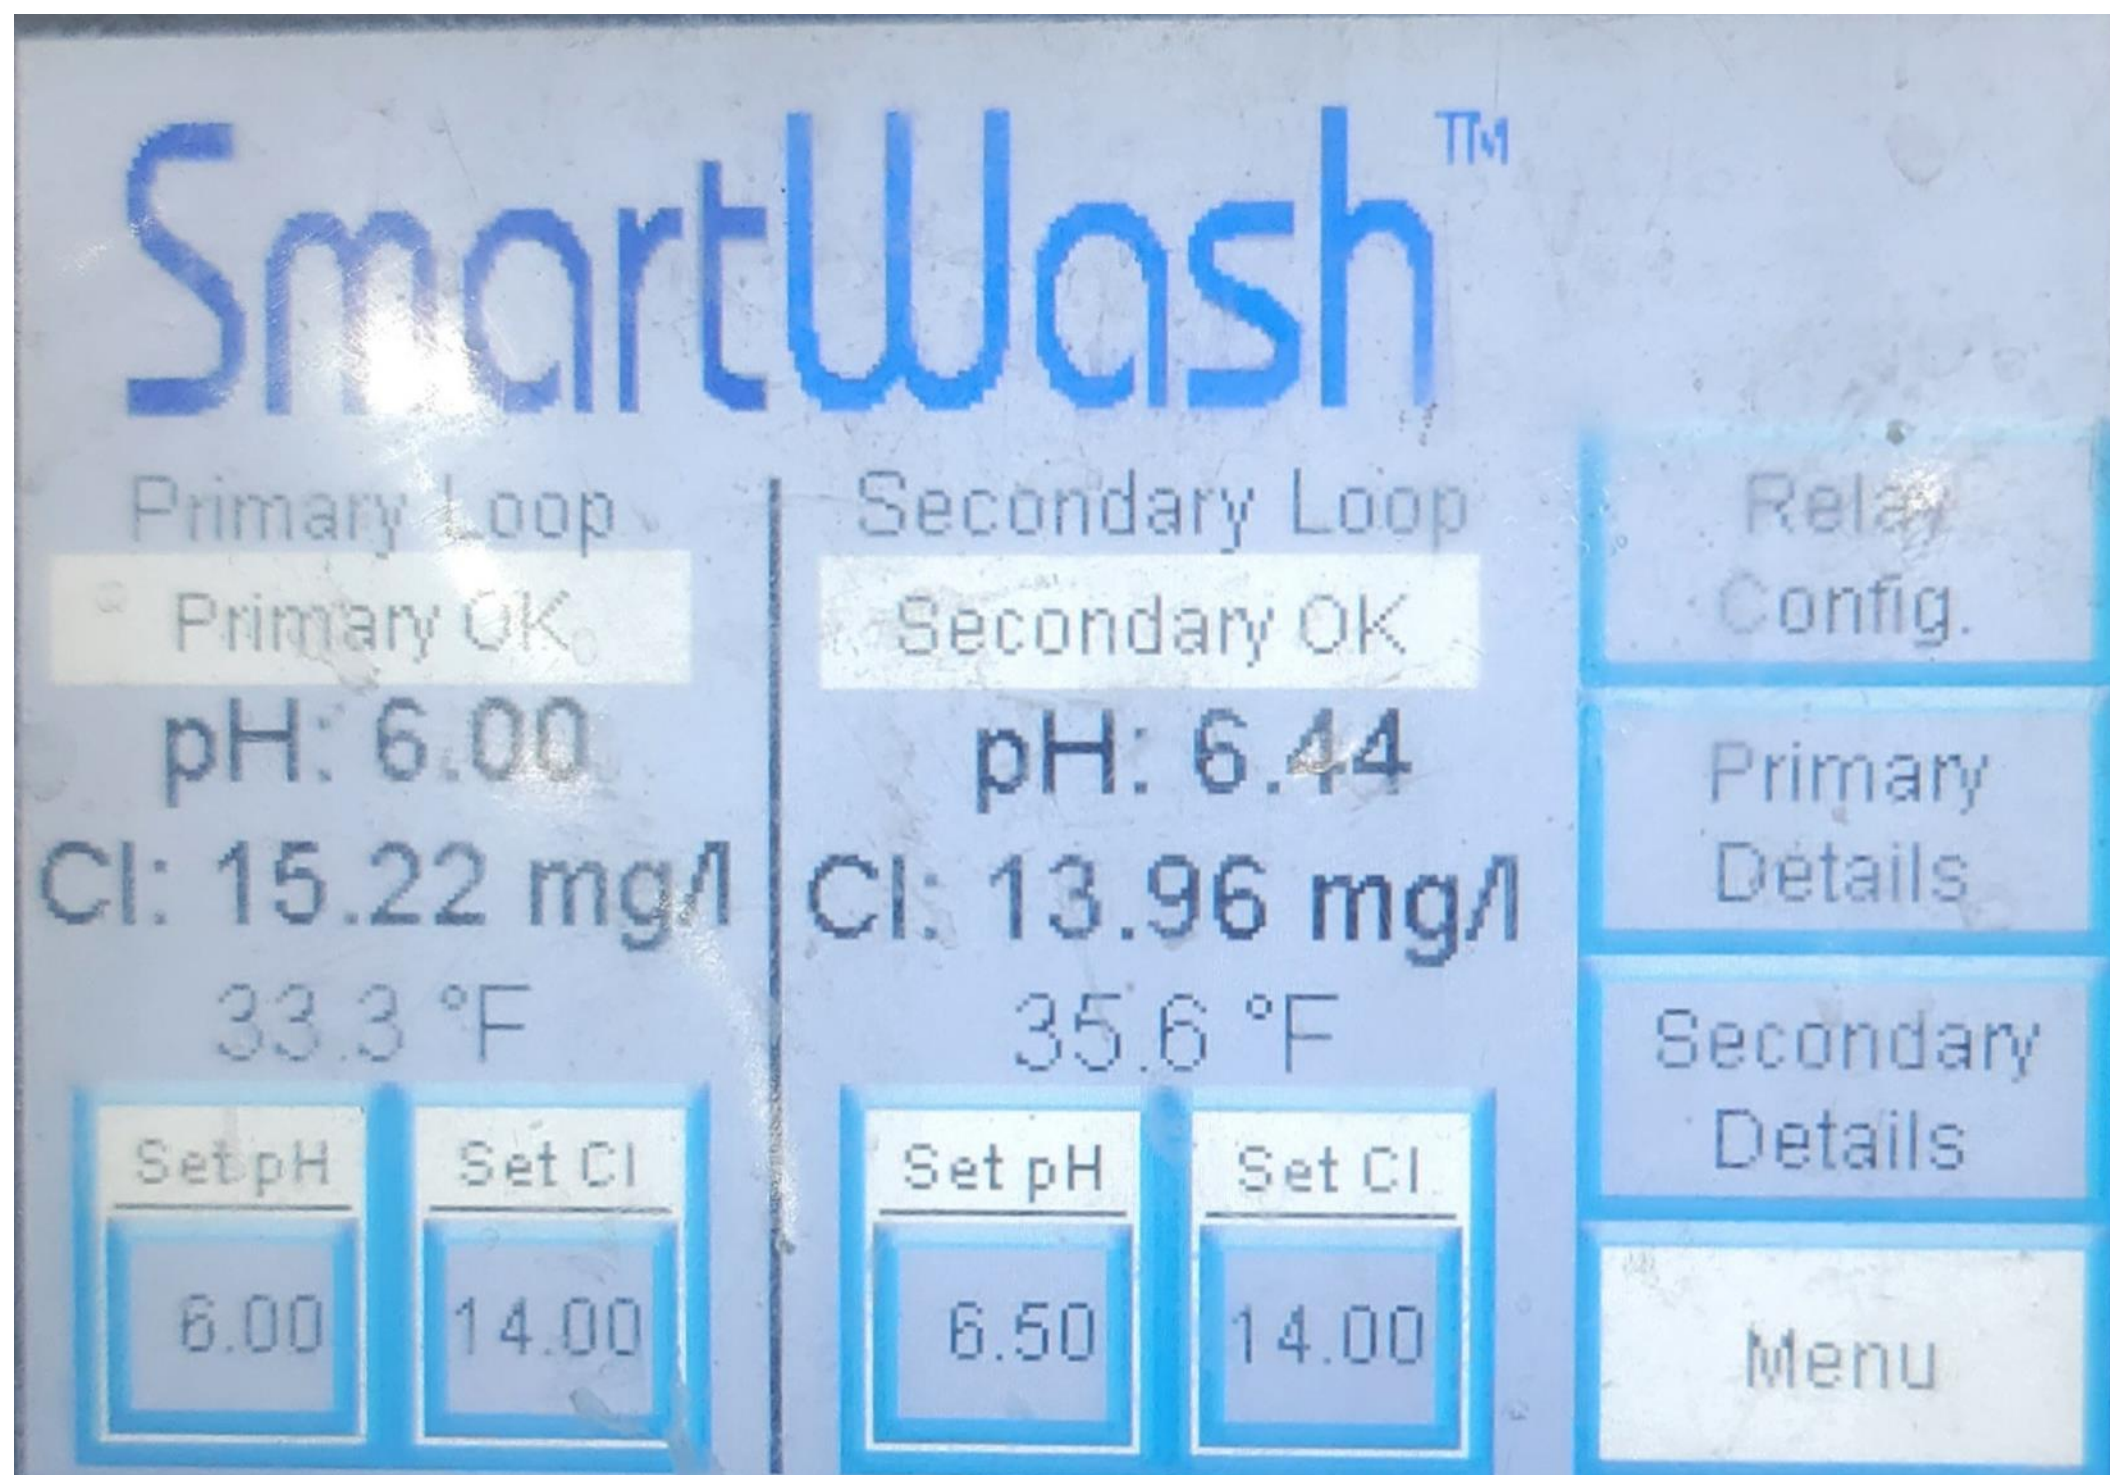 SmartWash™
Primary Loop
Primary OK
pH: 6.00
Cl: 15.22 mg/l
33.3 °F
Set pH
6.00
Set Cl
14.00
Secondary Loop
Secondary OK
pH: 6.44
Cl: 13.96 mg/l
35.6 °F
Set pH
6.50
Set Cl
14.00
Relay
Config.
Primary
Details
Secondary
Details
Menu